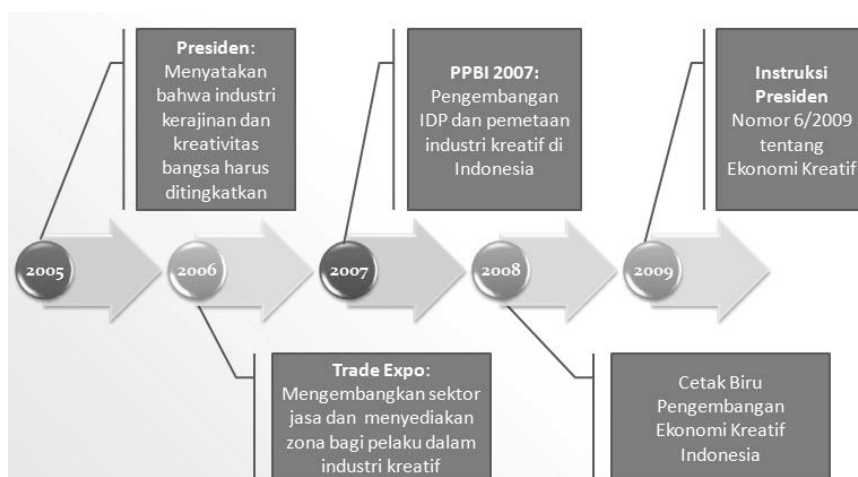 Presiden:
Menyatakan
bahwa industri
kerajinan dan
kreativitas
bangsa harus
ditingkatkan
PPBI 2007:
Pengembangan
IDP dan pemetaan
industri kreatif di
Indonesia
Instruksi
Presiden
Nomor 6/2009
tentang
Ekonomi Kreatif
2005
2006
2007
2008
2009
Trade Expo:
Mengembangkan sektor
jasa dan menyediakan
zona bagi pelaku dalam
industri kreatif
Cetak Biru
Pengembangan
Ekonomi Kreatif
Indonesia